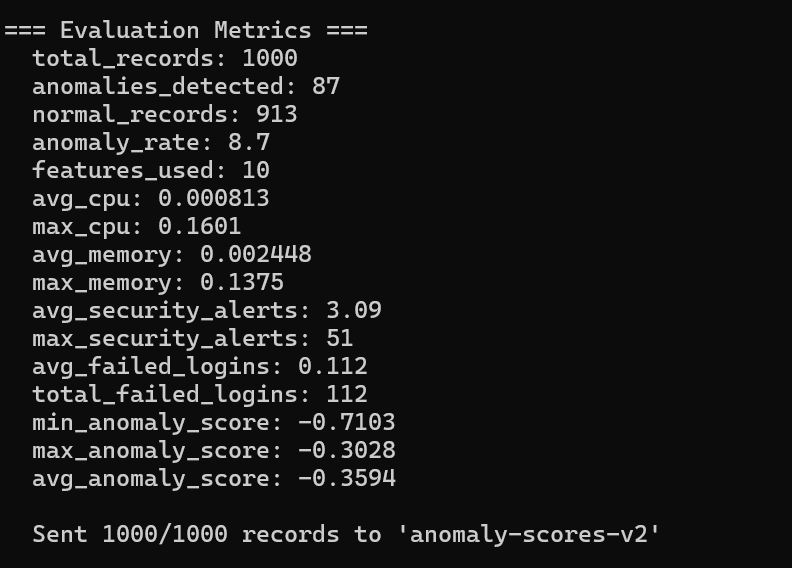 === Evaluation Metrics ===
total_records: 1000
anomalies_detected: 87
normal_records: 913
anomaly_rate: 8.7
features_used: 10
avg_cpu: 0.000813
max_cpu: 0.1601
avg_memory: 0.002448
max_memory: 0.1375
avg_security_alerts: 3.09
max_security_alerts: 51
avg_failed_logins: 0.112
total_failed_logins: 112
min_anomaly_score: -0.7103
max_anomaly_score: -0.3028
avg_anomaly_score: -0.3594
Sent 1000/1000 records to 'anomaly-scores-v2'